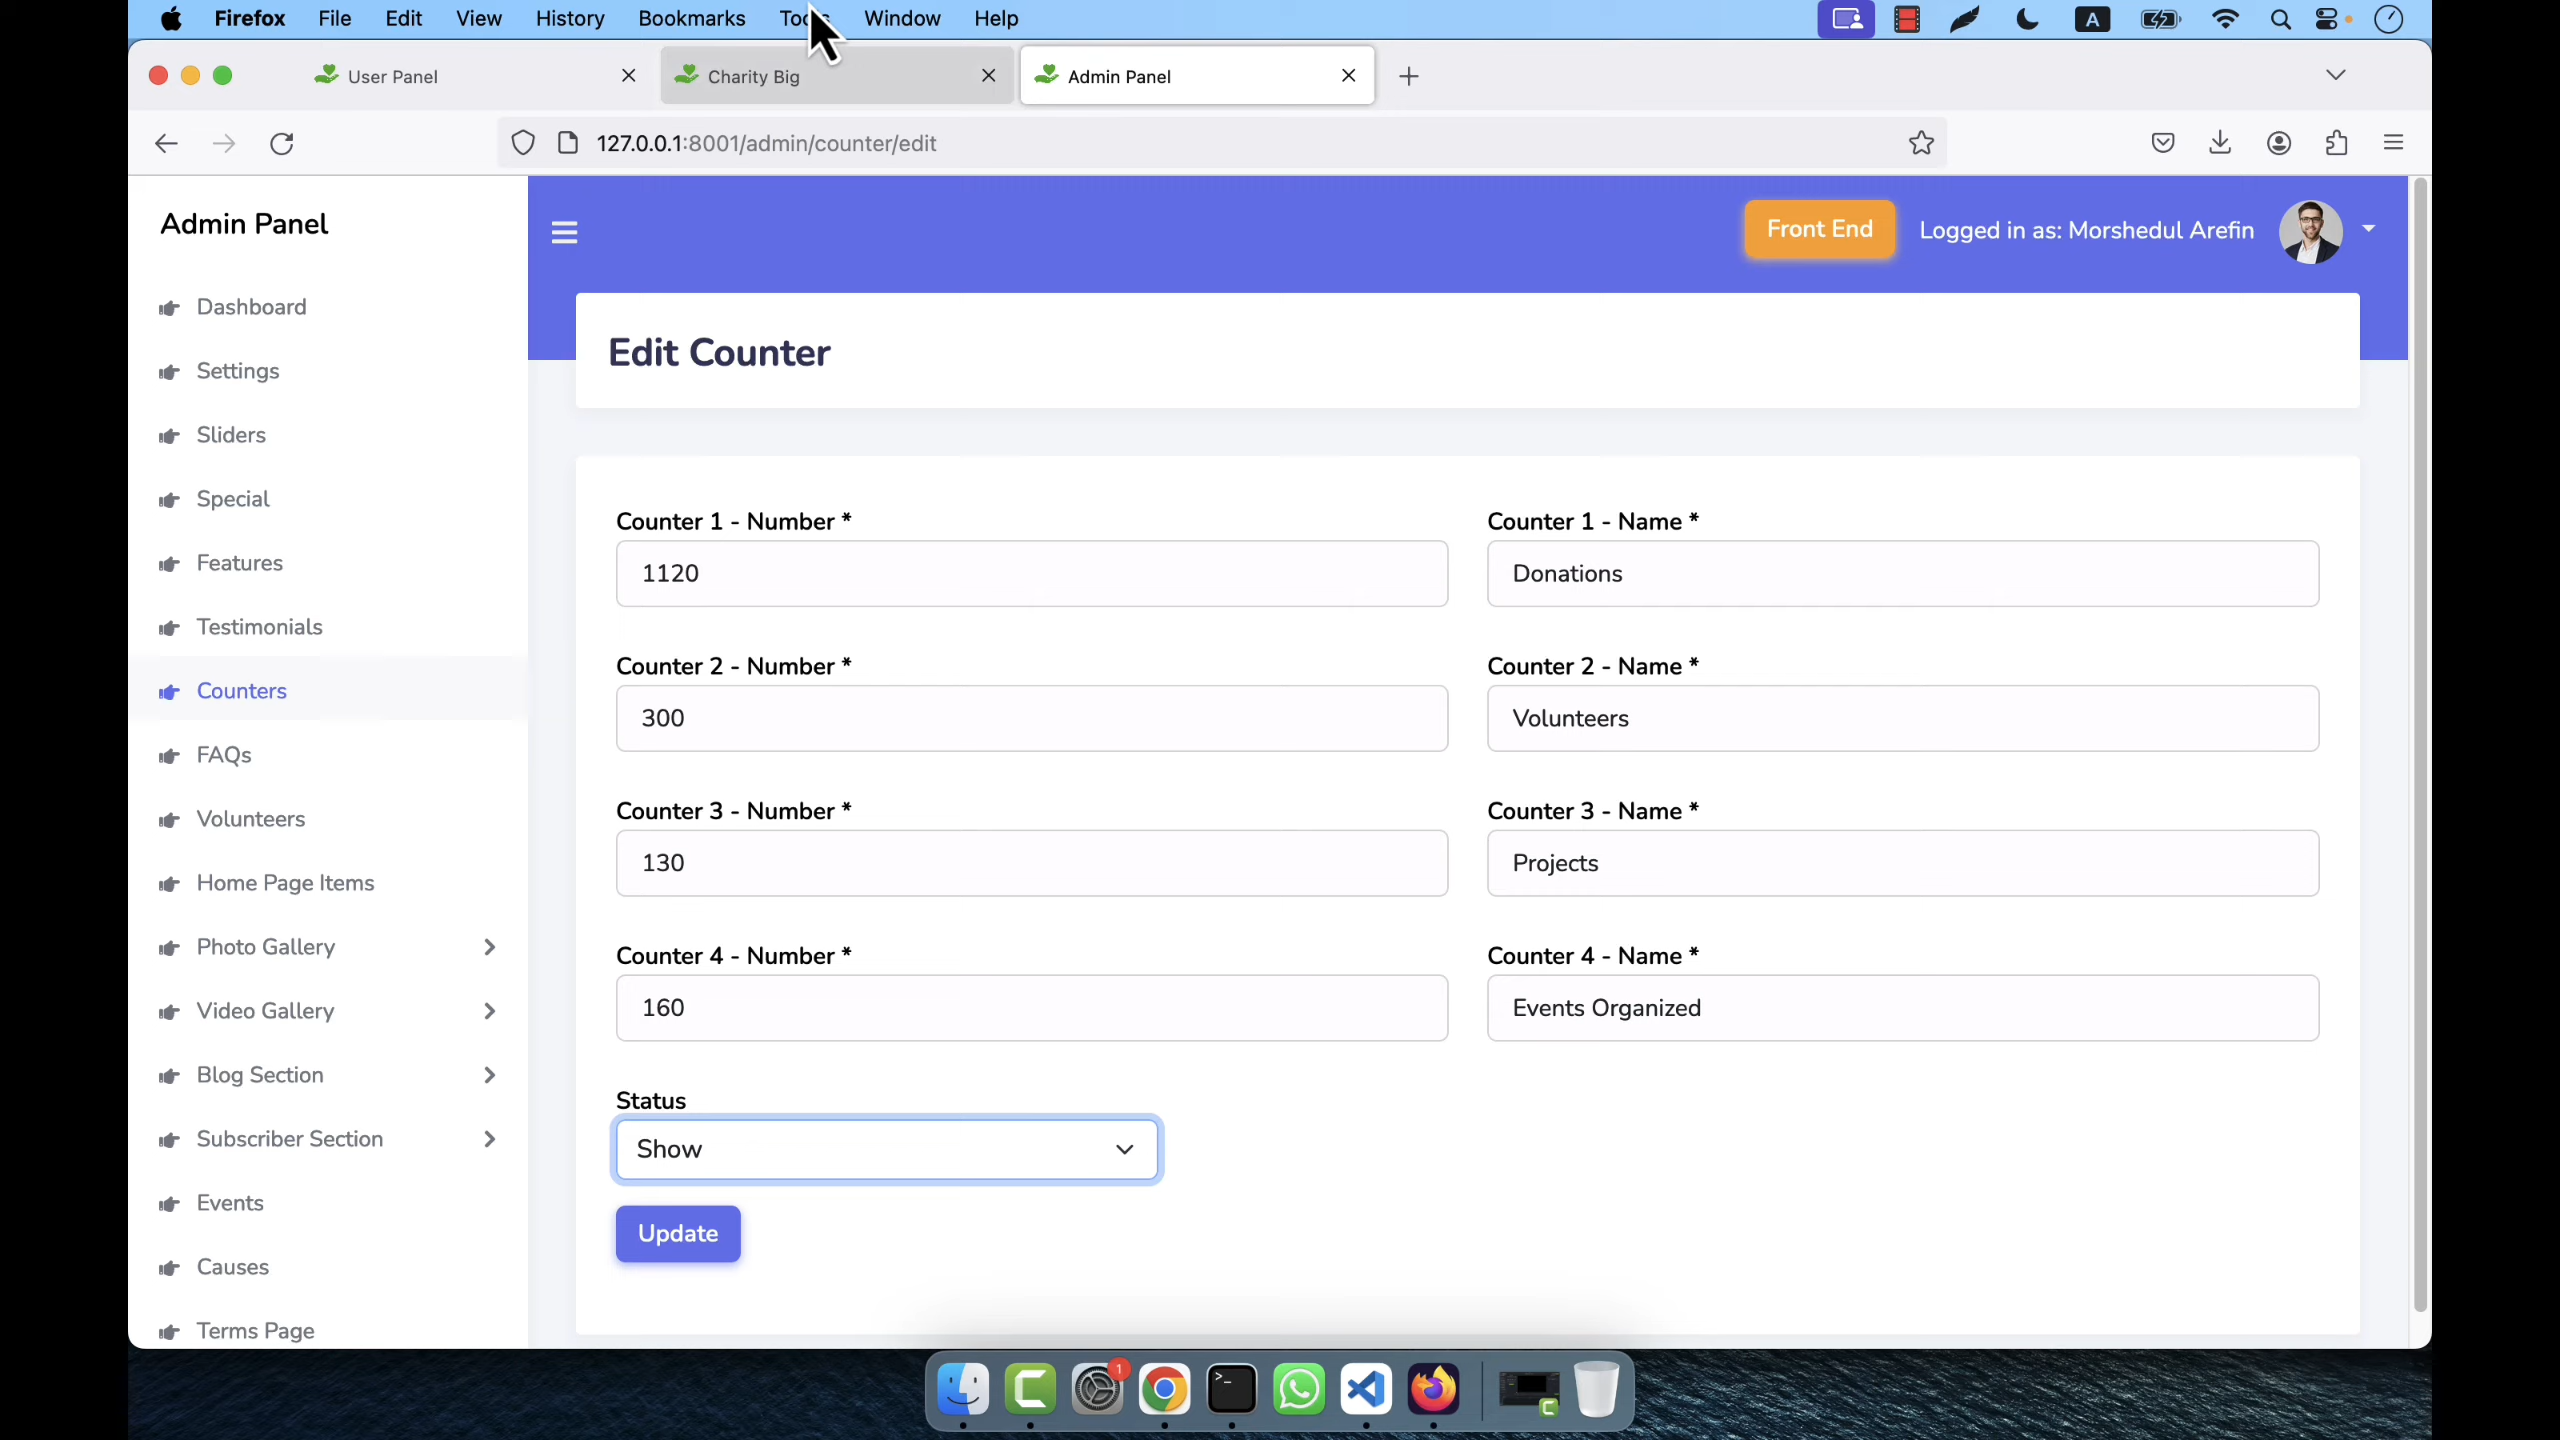 Firefox File Edit View History Bookmarks Window Help
A
User Panel
Charity Big
Admin Panel
127.0.0.1:8001/admin/counter/edit
Admin Panel
Front End
Logged in as: Morshedul Arefin
Dashboard
Settings
Sliders
Special
Features
Testimonials
Counters
FAQs
Volunteers
Home Page Items
Photo Gallery
Video Gallery
Blog Section
Subscriber Section
Events
Causes
Terms Page
Edit Counter
Counter 1 - Number *
Counter 1 - Name *
1120
Donations
Counter 2 - Number *
Counter 2 - Name *
300
Volunteers
Counter 3 - Number *
Counter 3 - Name *
130
Projects
Counter 4 - Number *
Counter 4 - Name *
160
Events Organized
Status
Show
Update
1